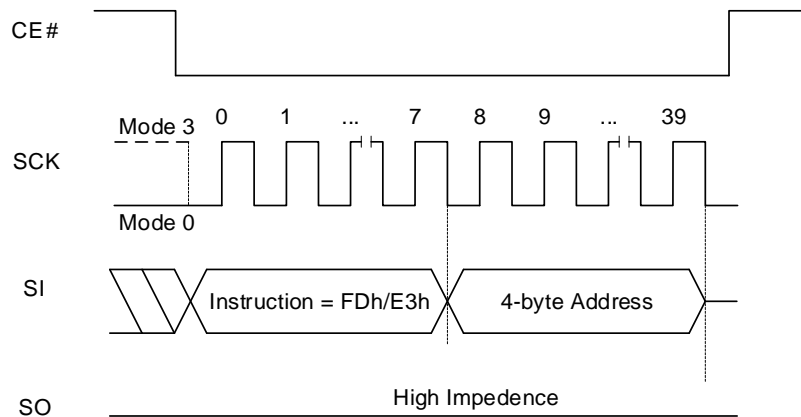 CE#
Mode 3 0 1 ... 7 8 9 ... 39
SCK
Mode 0
SI Instruction = FDh/E3h 4-byte Address
High Impedence
SO